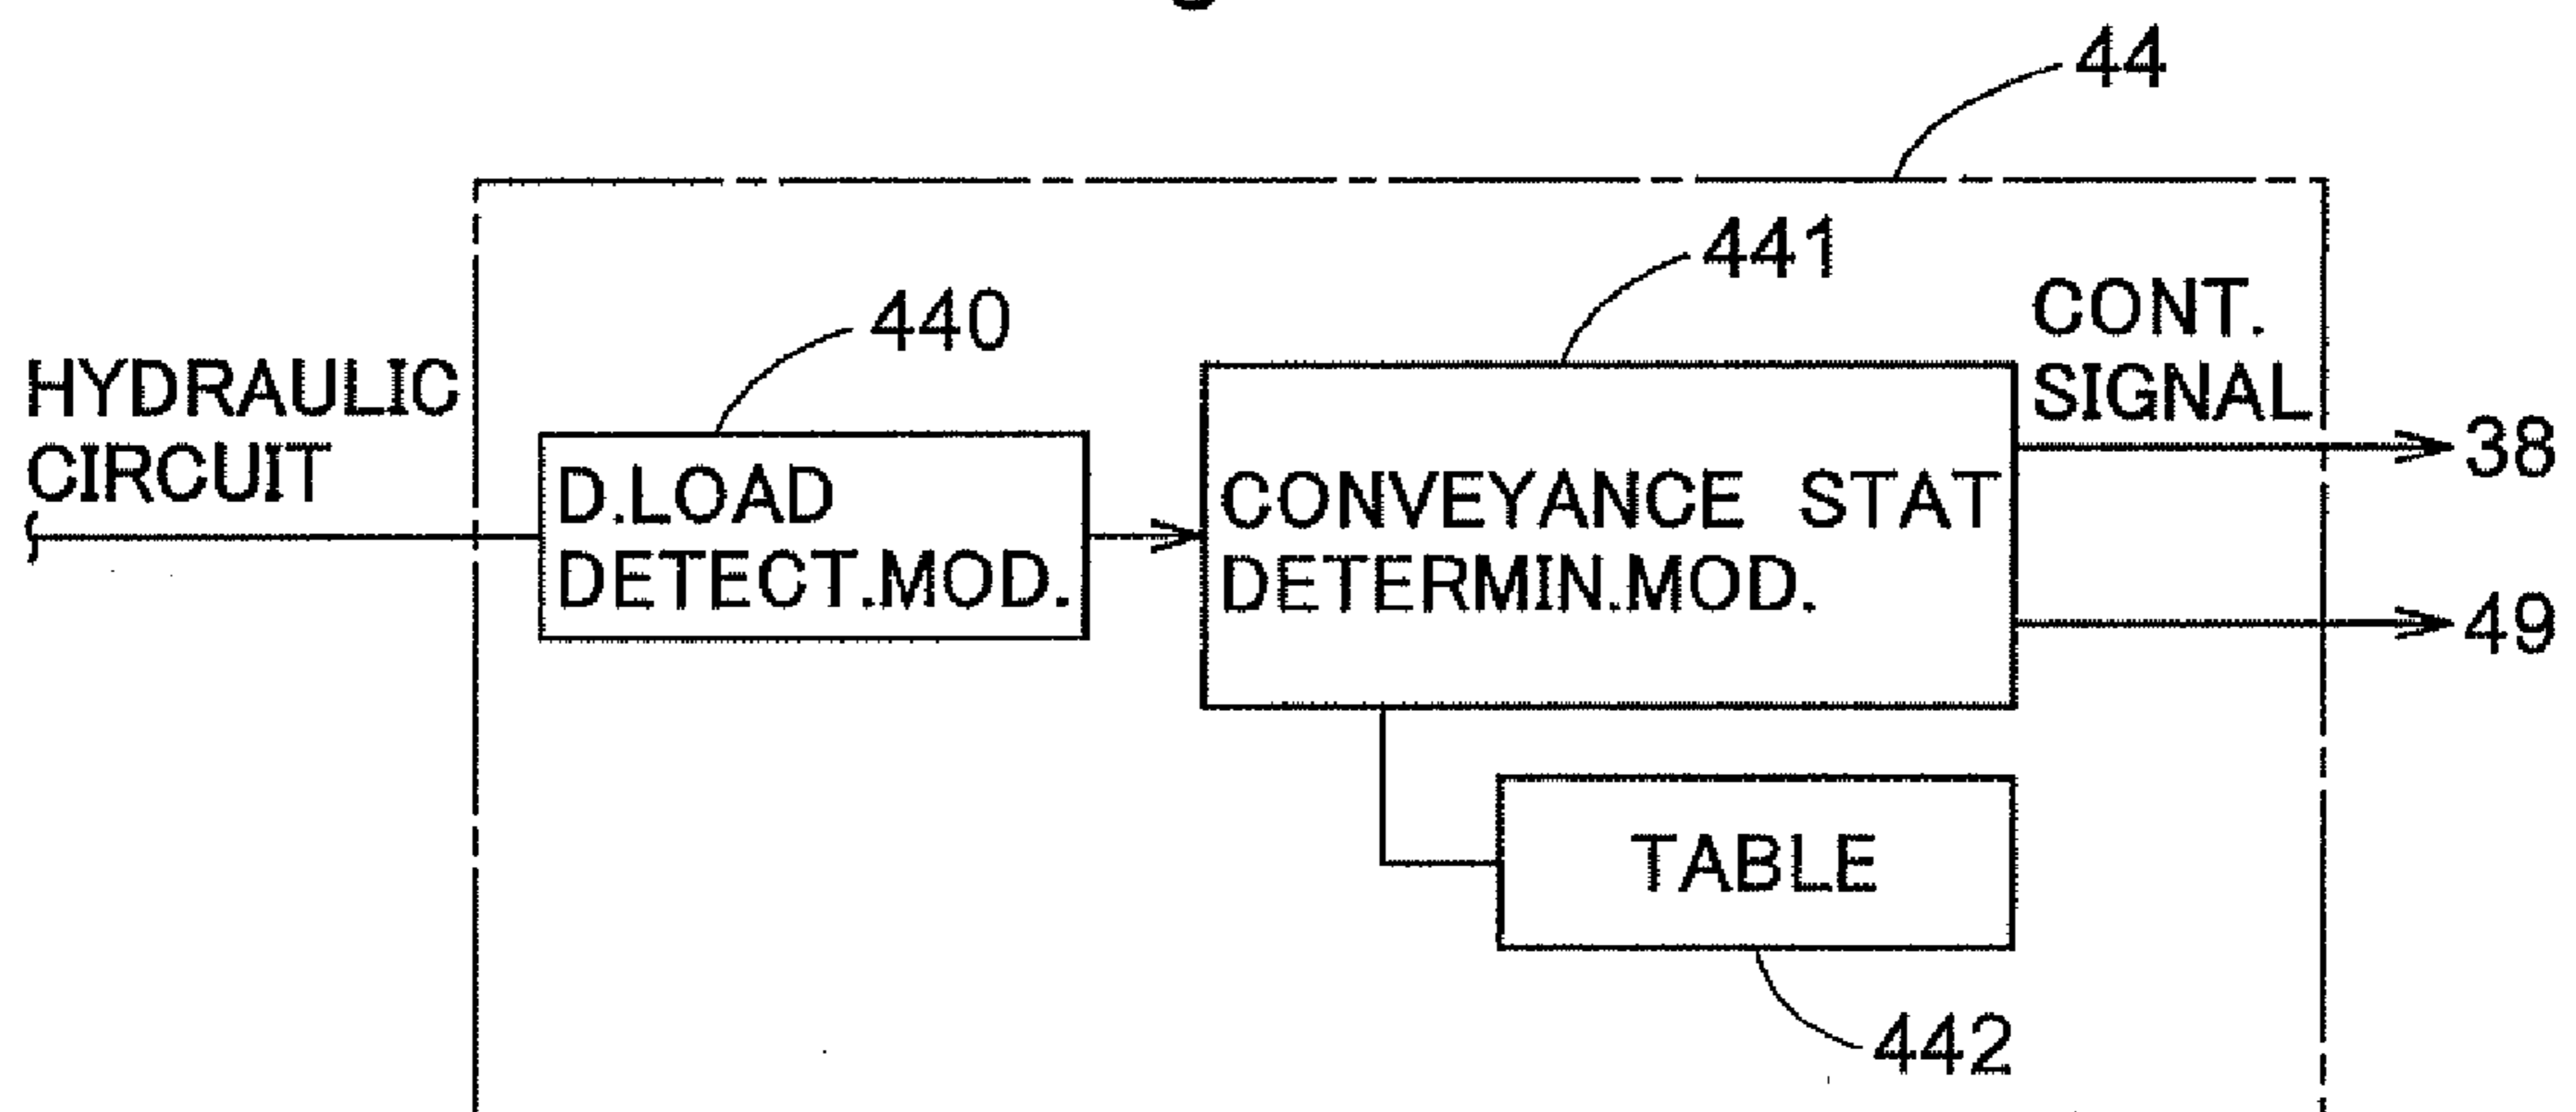 44
441
440
CONT.
SIGNAL
HYDRAULIC
CIRCUIT
38
D.LOAD
DETECT.MOD.
CONVEYANCE STAT
DETERMIN.MOD.
49
TABLE
442